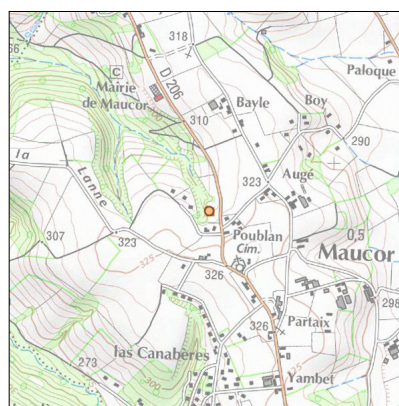 318
66
Paloque
C
Mairie
de Maucor
D 206
300
Bayle
Boy
310
290
la
Lanne
323
Augé
307
323
Poublan
Cim.
0,5
Maucor
325
326
298
326
Partaix
las Canabères
273
300
Yambet